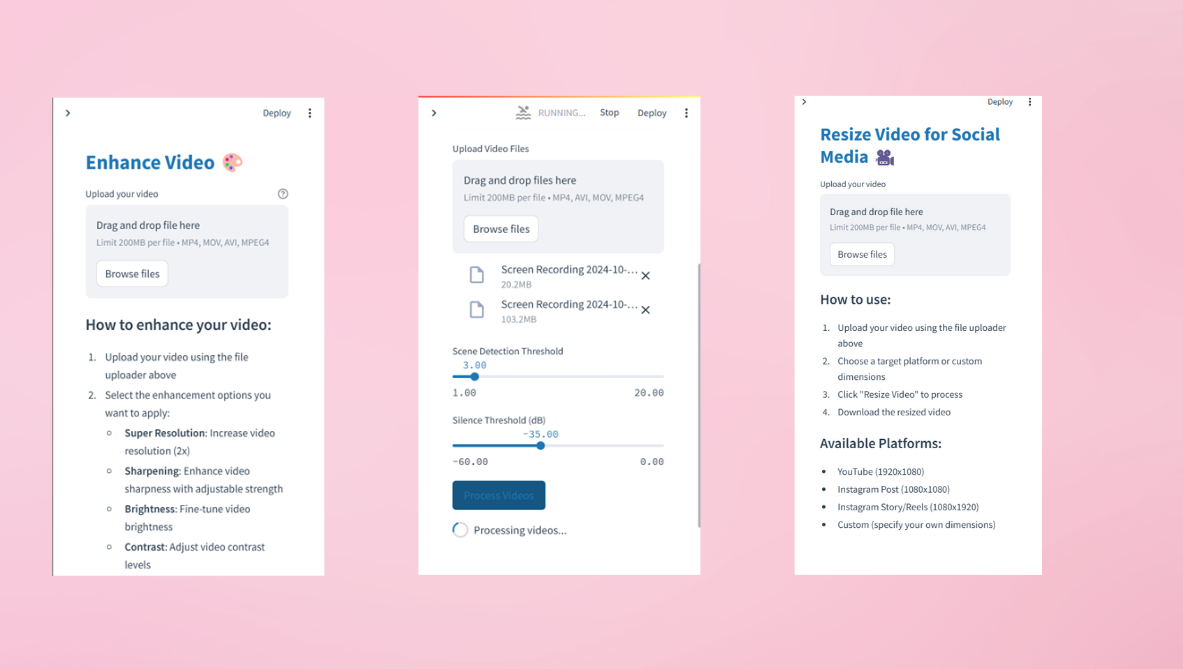 Deploy
Enhance Video
Upload your video
Drag and drop file here
Limit 200MB per file • MP4, MOV, AVI, MPEG4
Browse files
How to enhance your video:
1. Upload your video using the file
uploader above
2. Select the enhancement options you
want to apply:
Super Resolution: Increase video
resolution (2x)
Sharpening: Enhance video
sharpness with adjustable strength
Brightness: Fine-tune video
brightness
Contrast: Adjust video contrast
levels
RUNNING... Stop Deploy
Upload Video Files
Drag and drop files here
Limit 200MB per file • MP4, AVI, MOV, MPEG4
Browse files
Screen Recording 2024-10-...
20.2MB
Screen Recording 2024-10-...
103.2MB
Scene Detection Threshold
3.00
1.00 20.00
Silence Threshold (dB)
-35.00
-60.00 0.00
Process Videos
Processing videos...
Deploy
Resize Video for Social
Media
Upload your video
Drag and drop file here
Limit 200MB per file • MP4, MOV, AVI, MPEG4
Browse files
How to use:
1. Upload your video using the file uploader
above
2. Choose a target platform or custom
dimensions
3. Click "Resize Video" to process
4. Download the resized video
Available Platforms:
• YouTube (1920x1080)
• Instagram Post (1080x1080)
• Instagram Story/Reels (1080x1920)
• Custom (specify your own dimensions)